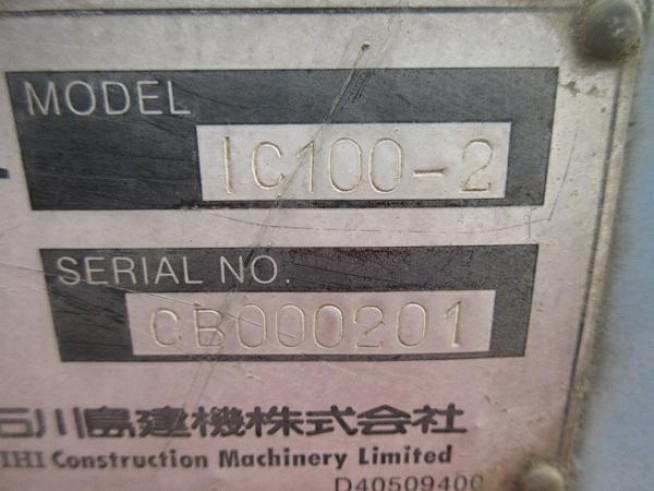 MODEL
IC100-2
SERIAL NO.
CB000201
石川島建機株式会社
IHI Construction Machinery Limited
D40509400